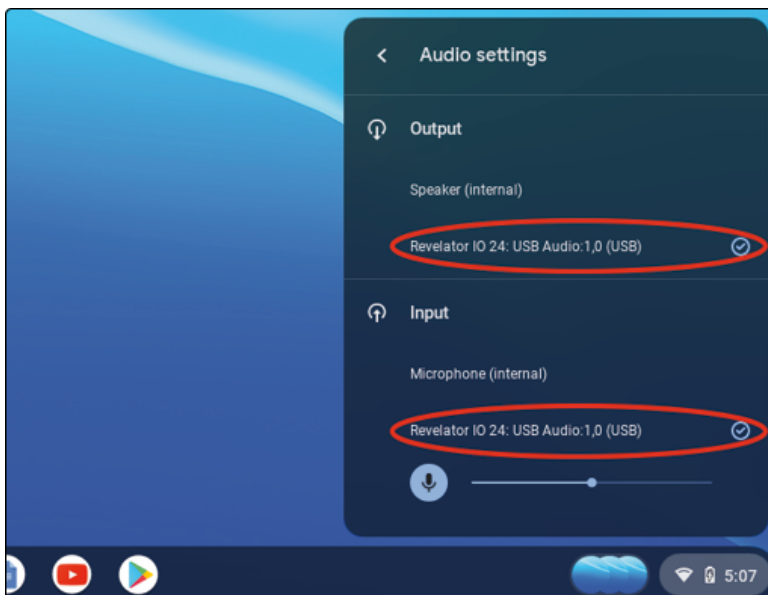 Audio settings
Output
Speaker (internal)
Revelator IO 24: USB Audio:1,0 (USB)
Input
Microphone (internal)
Revelator IO 24: USB Audio:1,0 (USB)
5:07